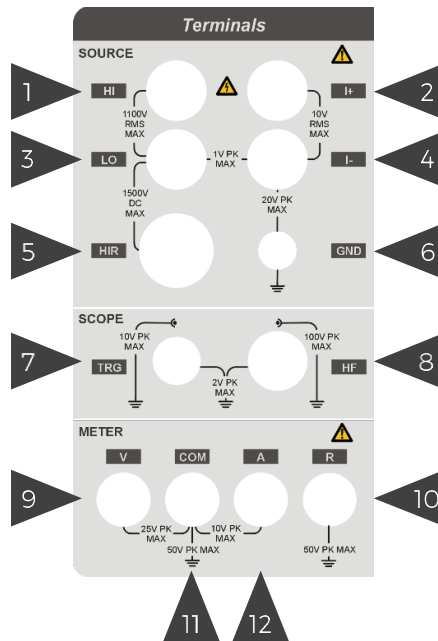 Terminals
SOURCE
1 HI I+ 2
1100V
RMS
MAX
10V
RMS
MAX
3 LO I- 4
1V PK
MAX
1500V
DC
MAX
20V PK
MAX
5 HIR GND 6
SCOPE
10V PK
MAX
100V PK
MAX
7 TRG HF 8
2V PK
MAX
METER
V COM A R
9 10
25V PK
MAX
10V PK
MAX
50V PK MAX 50V PK MAX
11 12